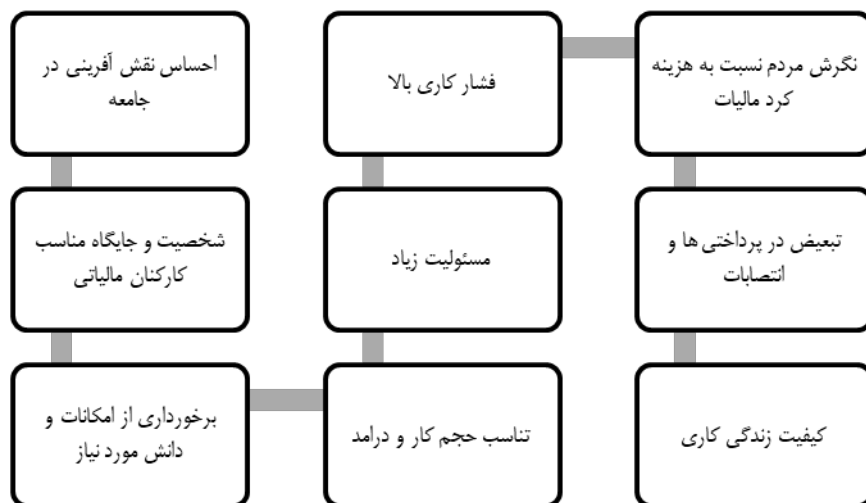 احساس نقش آفرینی در
جامعه
شخصیت و جایگاه مناسب
کارکنان مالیاتی
برخورداری از امکانات و
دانش مورد نیاز
تناسب حجم کار و درامد
مسئولیت زیاد
فشار کاری بالا
نگرش مردم نسبت به هزینه
کرد مالیات
تبعیض در پرداختی ها و
انتصابات
کیفیت زندگی کاری